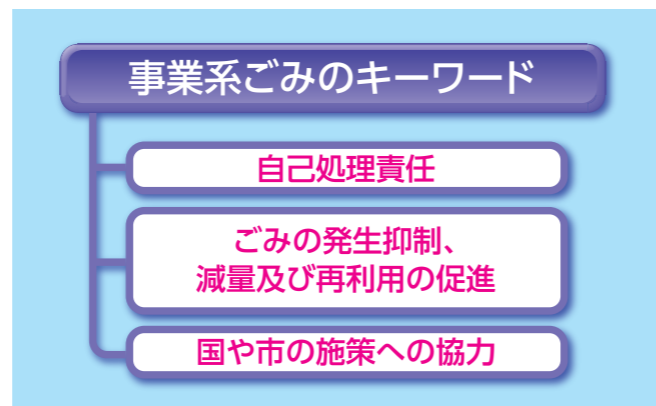 事業系ごみのキーワード
自己処理責任
ごみの発生抑制、
減量及び再利用の促進
国や市の施策への協力